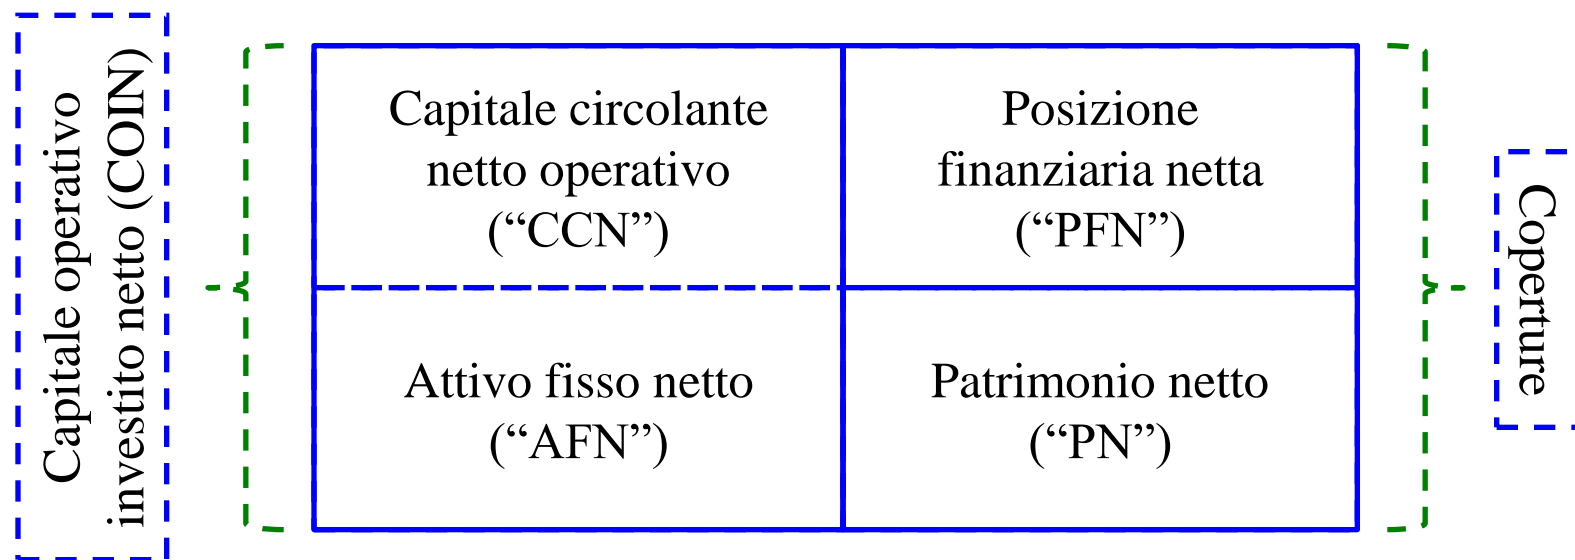 Capitale operativo
investito netto (COIN)
Capitale circolante
netto operativo
(“CCN”)
Posizione
finanziaria netta
(“PFN”)
Attivo fisso netto
(“AFN”)
Patrimonio netto
(“PN”)
Coperture